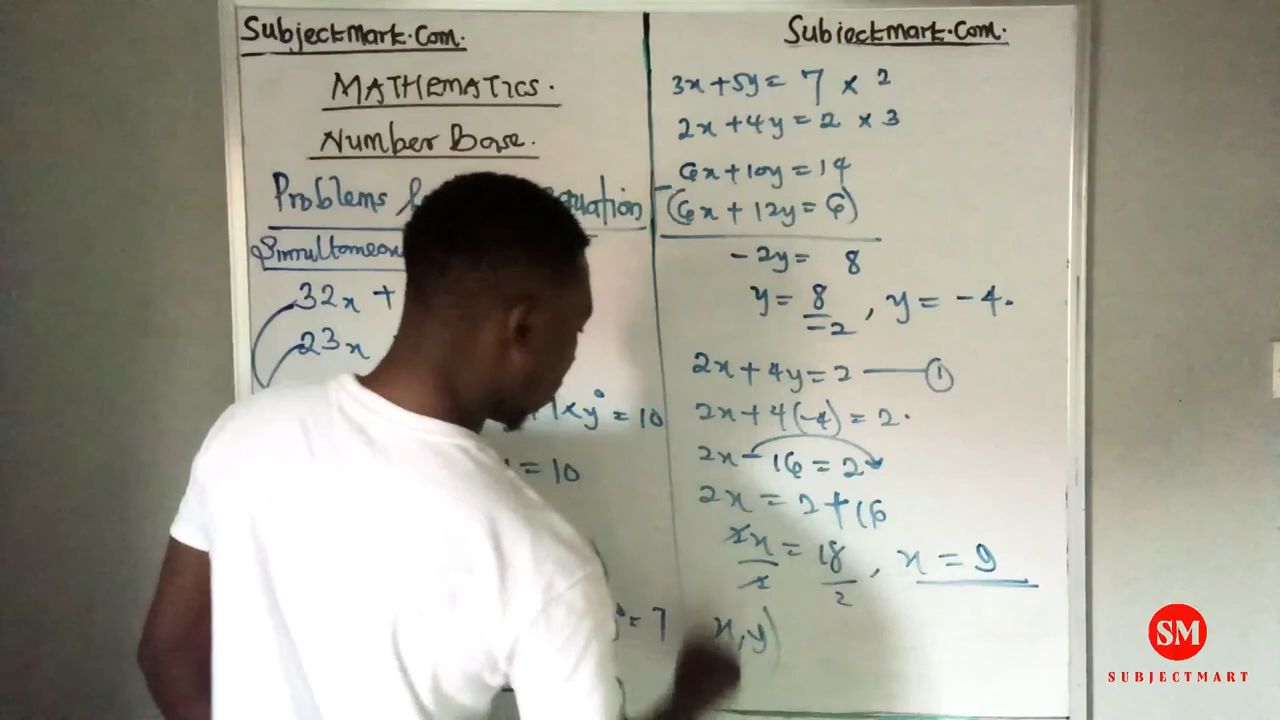 Subjectmark.Com.
MATHEMATICS.
Number Base.
Problems
Simultaneou
32x +
23x
xy° = 10
= 10
= 7
Subjectmark.Com.
3x + 5y = 7 × 2
2x + 4y = 2 × 3
6x + 10y = 14
-(6x + 12y = 6)
-2y = 8
y = 8/-2, y = -4.
2x + 4y = 2 —— ①
2x + 4(-4) = 2.
2x - 16 = 2
2x = 2 + 16
2x/2 = 18/2, x = 9
x, y)
SM
SUBJECTMART